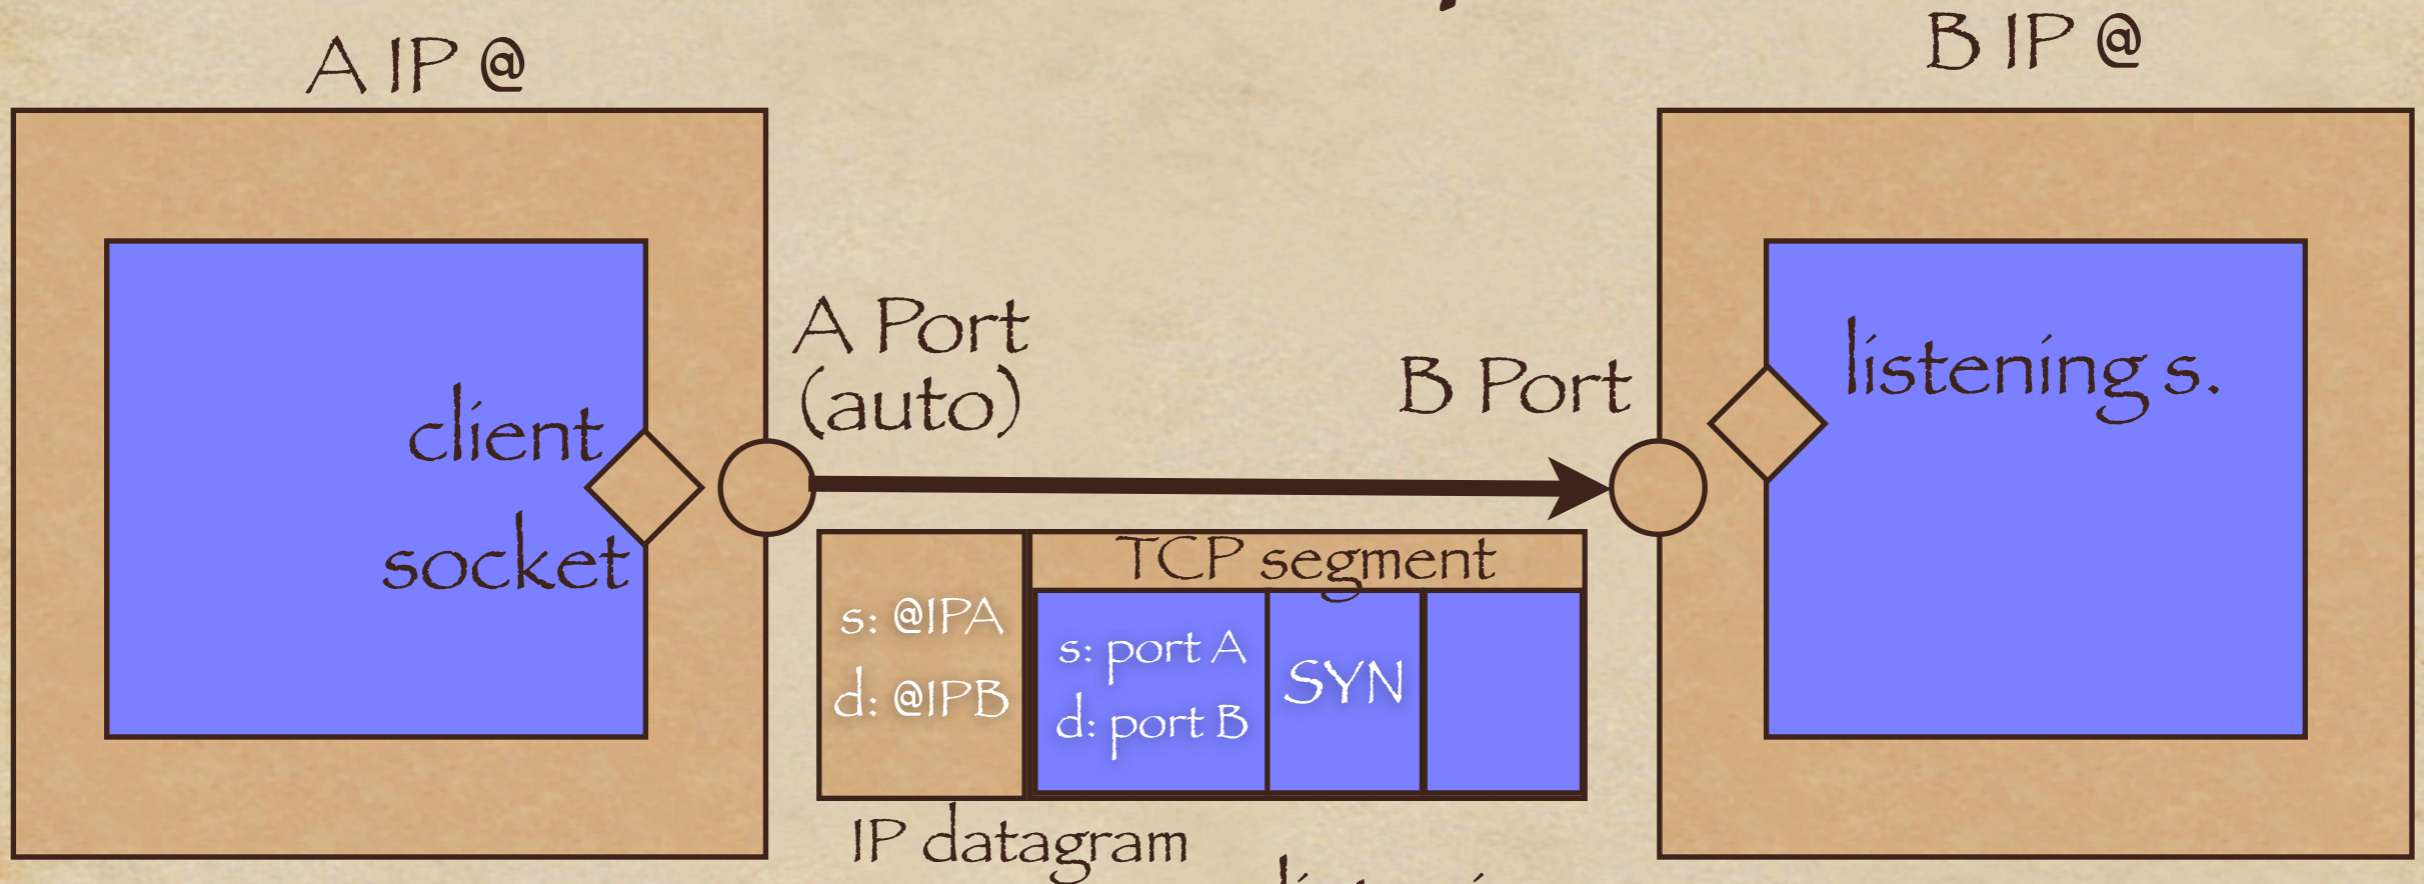 A IP @
B IP @
A Port
(auto)
B Port
listening s.
client
socket
TCP segment
s: @IPA
d: @IPB
s: port A
d: port B
SYN
IP datagram